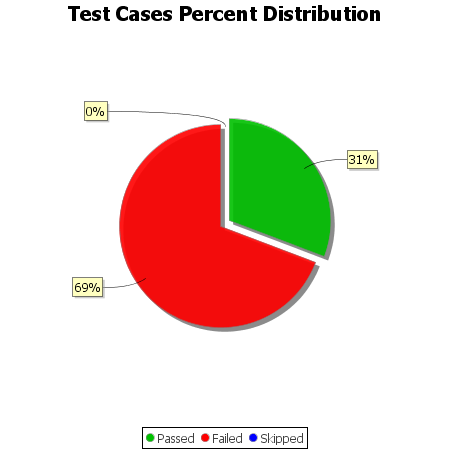 Test Cases Percent Distribution
0%
31%
69%
Passed Failed Skipped